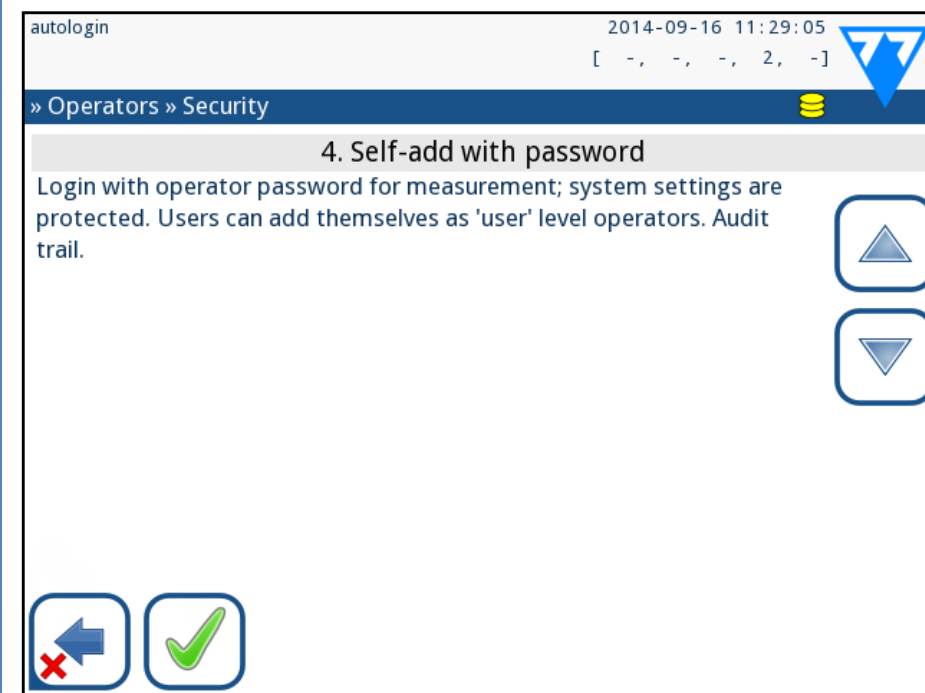 autologin
2014-09-16 11:29:05
[ -, -, -, 2, -]
» Operators » Security
4. Self-add with password
Login with operator password for measurement; system settings are
protected. Users can add themselves as 'user' level operators. Audit
trail.